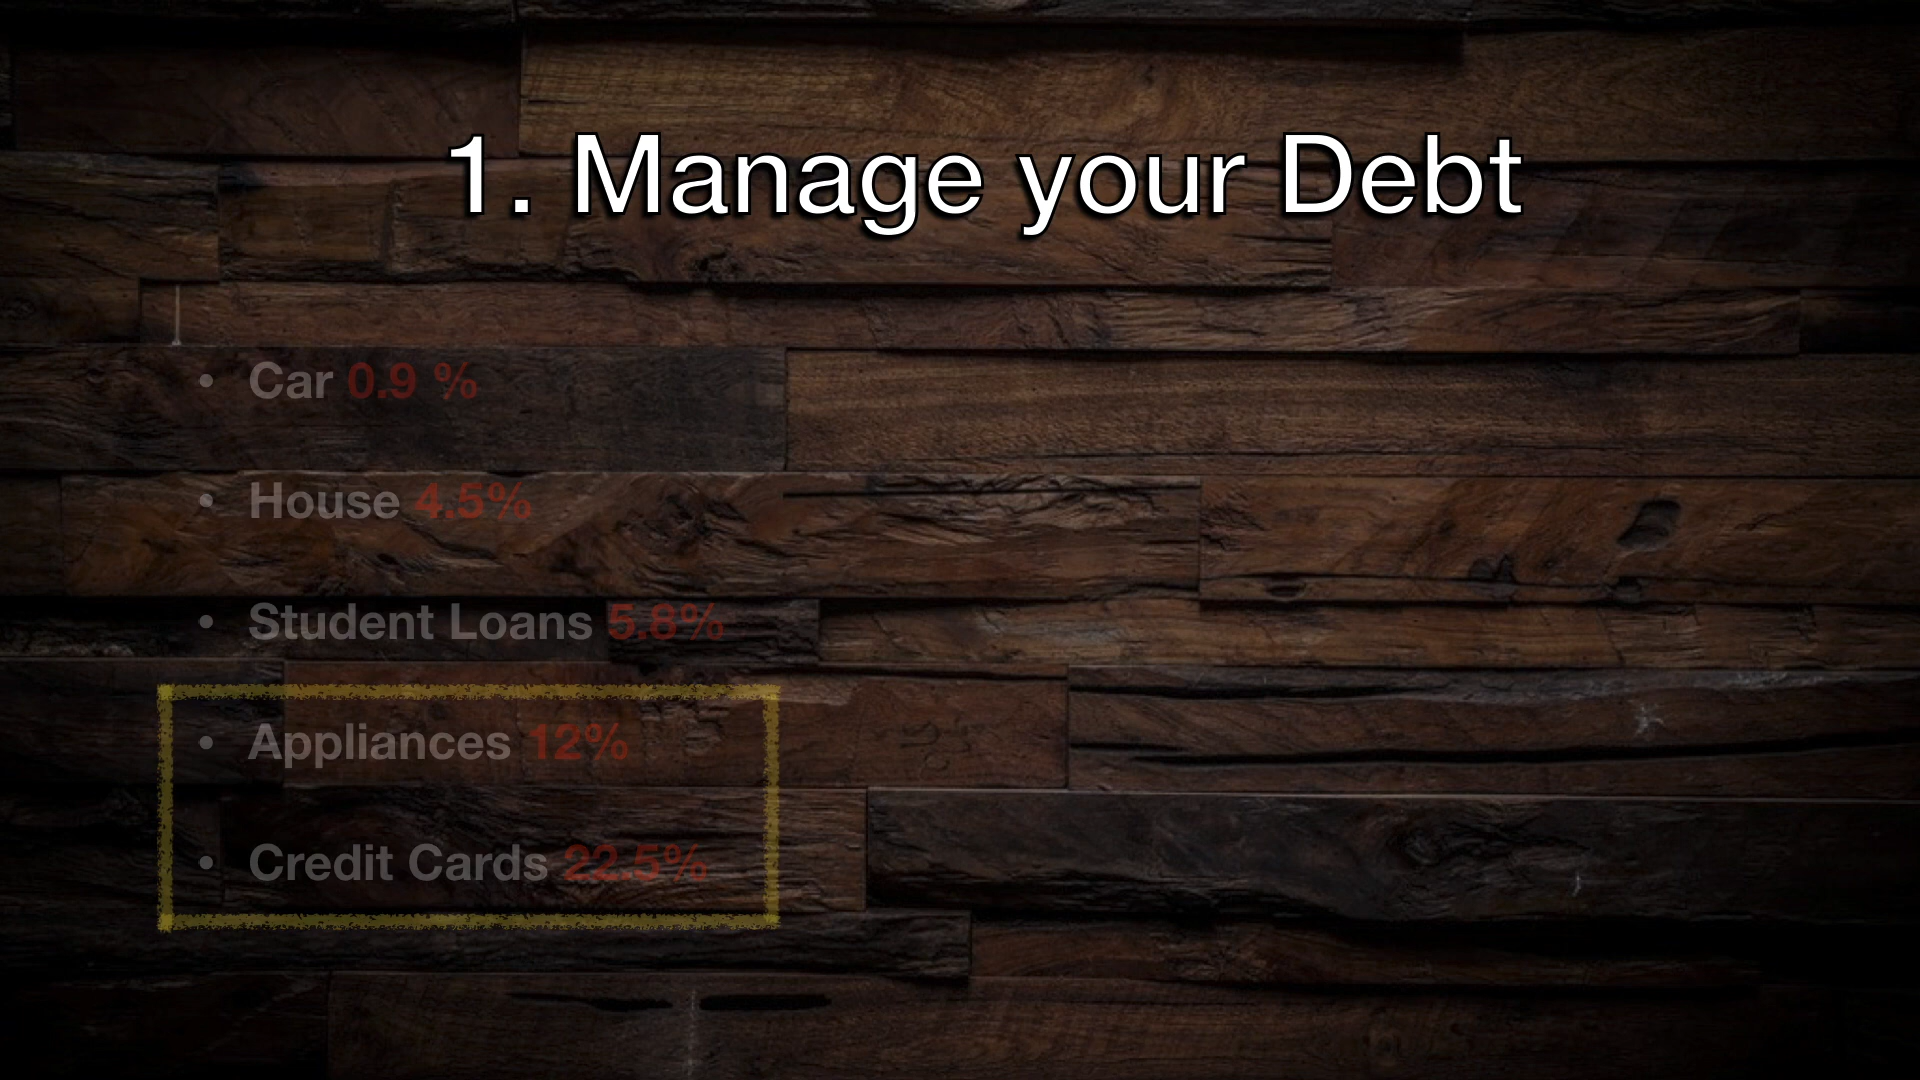 1. Manage your Debt
• Car 0.9 %
• House 4.5%
• Student Loans 5.8%
• Appliances 12%
• Credit Cards 22.5%